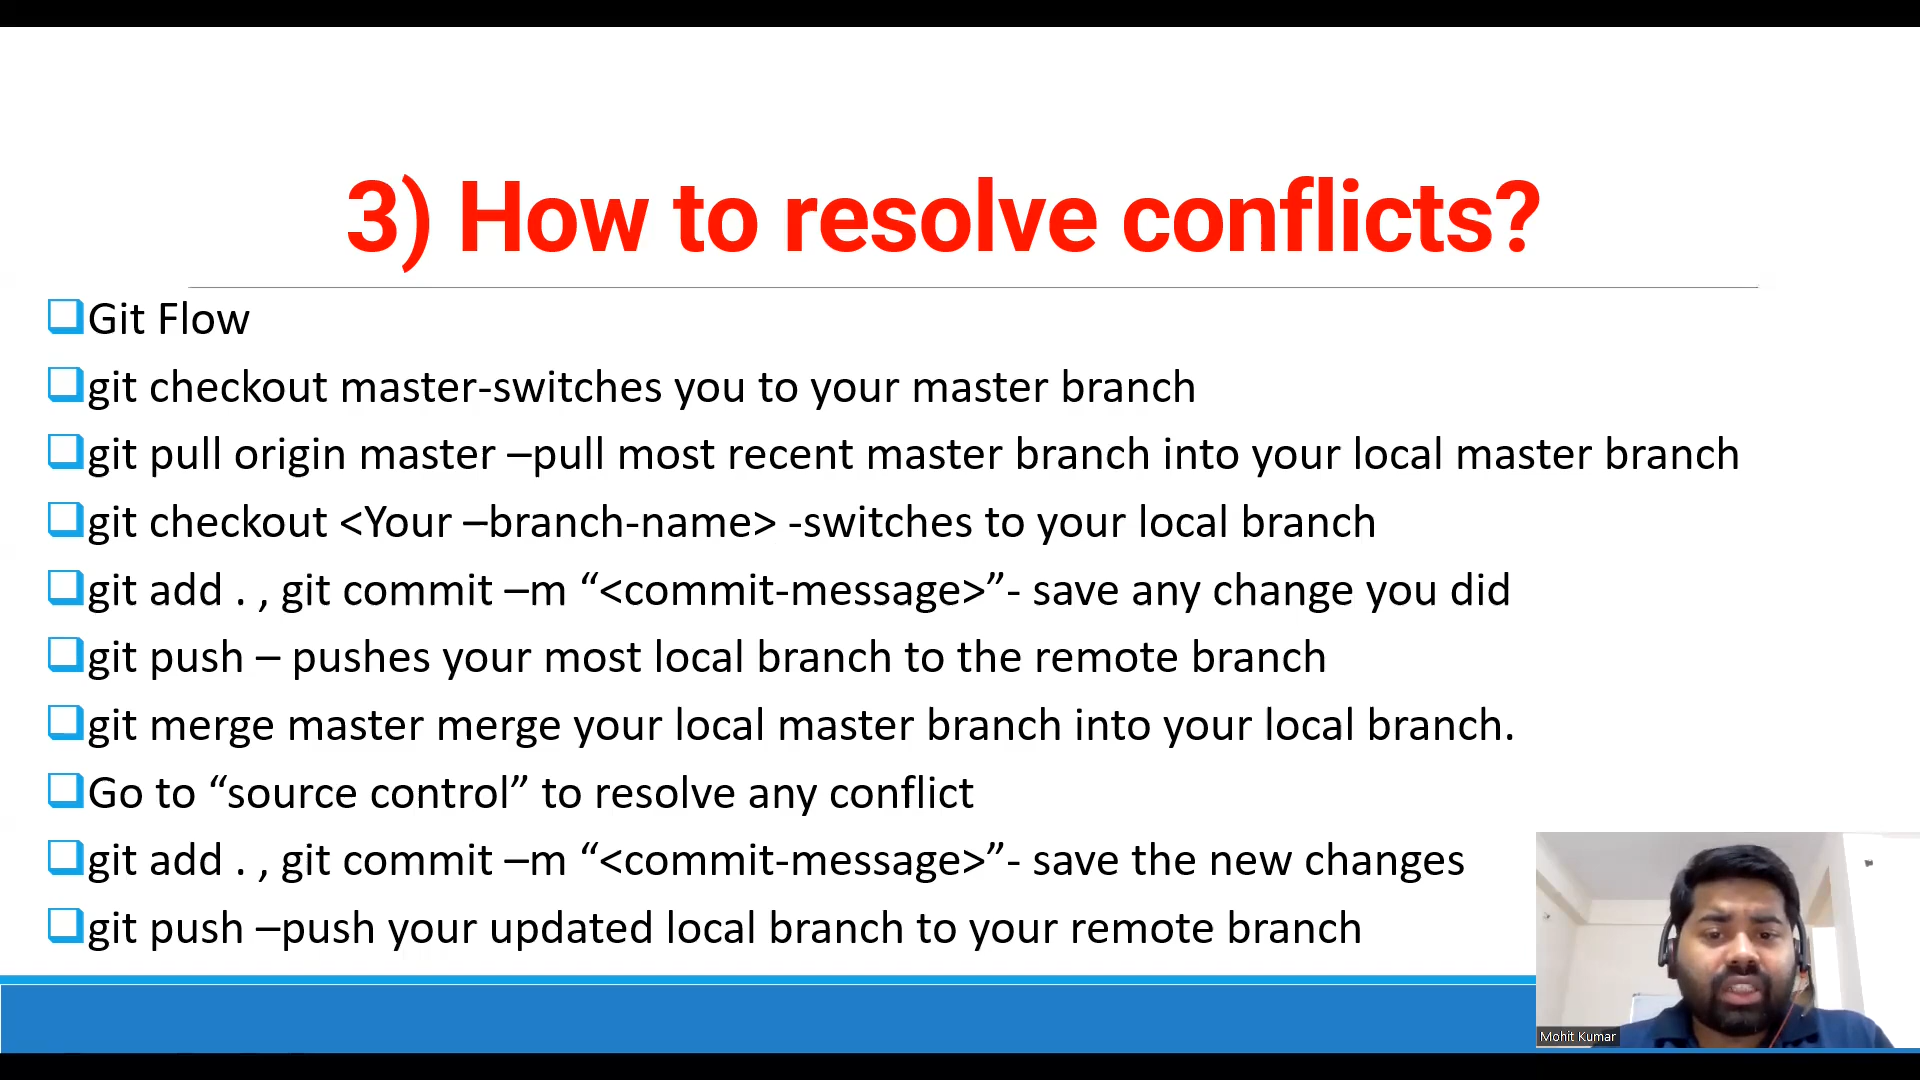 3) How to resolve conflicts?
Git Flow
git checkout master-switches you to your master branch
git pull origin master –pull most recent master branch into your local master branch
git checkout <Your –branch-name> -switches to your local branch
git add . , git commit –m “<commit-message>”- save any change you did
git push – pushes your most local branch to the remote branch
git merge master merge your local master branch into your local branch.
Go to “source control” to resolve any conflict
git add . , git commit –m “<commit-message>”- save the new changes
git push –push your updated local branch to your remote branch
Mohit Kumar